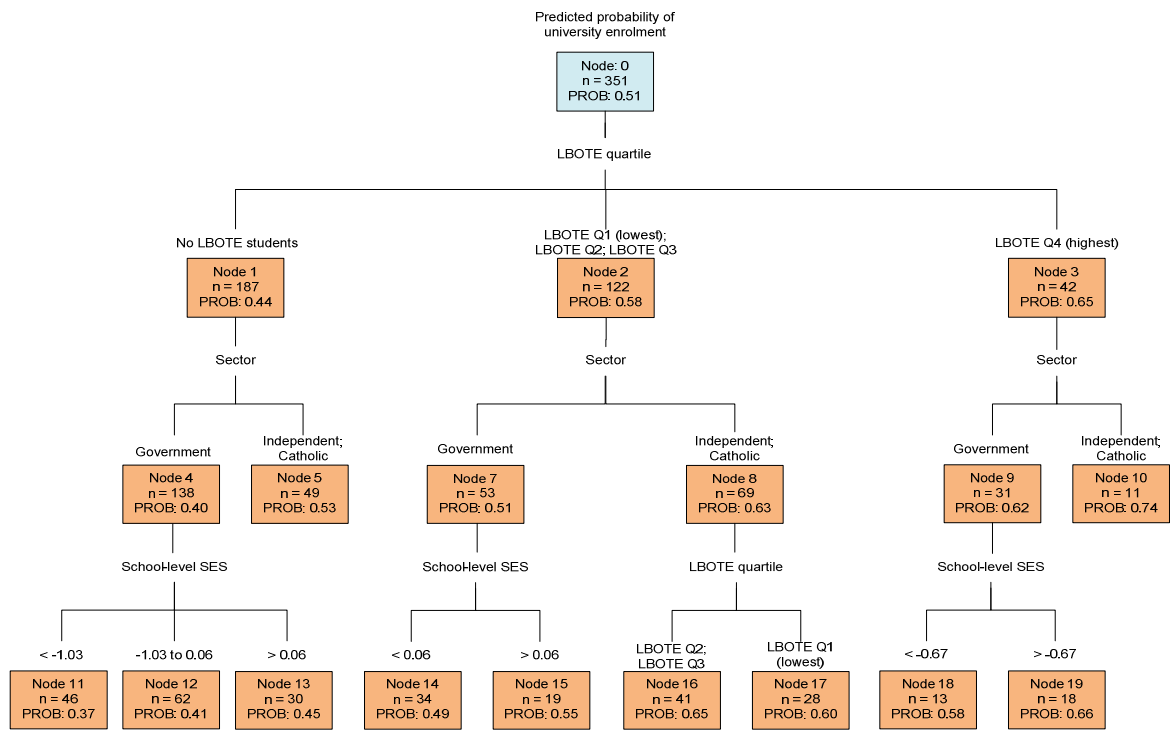 Predicted probability of
university enrolment
Node: 0
n = 351
PROB: 0.51
LBOTE quartile
No LBOTE students
LBOTE Q1 (lowest);
LBOTE Q2; LBOTE Q3
LBOTE Q4 (highest)
Node 1
n = 187
PROB: 0.44
Node 2
n = 122
PROB: 0.58
Node 3
n = 42
PROB: 0.65
Sector
Sector
Sector
Government
Independent;
Catholic
Government
Independent;
Catholic
Government
Independent;
Catholic
Node 4
n = 138
PROB: 0.40
Node 5
n = 49
PROB: 0.53
Node 7
n = 53
PROB: 0.51
Node 8
n = 69
PROB: 0.63
Node 9
n = 31
PROB: 0.62
Node 10
n = 11
PROB: 0.74
School-level SES
School-level SES
LBOTE quartile
School-level SES
< -1.03
-1.03 to 0.06
> 0.06
< 0.06
> 0.06
LBOTE Q2;
LBOTE Q3
LBOTE Q1
(lowest)
< -0.67
> -0.67
Node 11
n = 46
PROB: 0.37
Node 12
n = 62
PROB: 0.41
Node 13
n = 30
PROB: 0.45
Node 14
n = 34
PROB: 0.49
Node 15
n = 19
PROB: 0.55
Node 16
n = 41
PROB: 0.65
Node 17
n = 28
PROB: 0.60
Node 18
n = 13
PROB: 0.58
Node 19
n = 18
PROB: 0.66